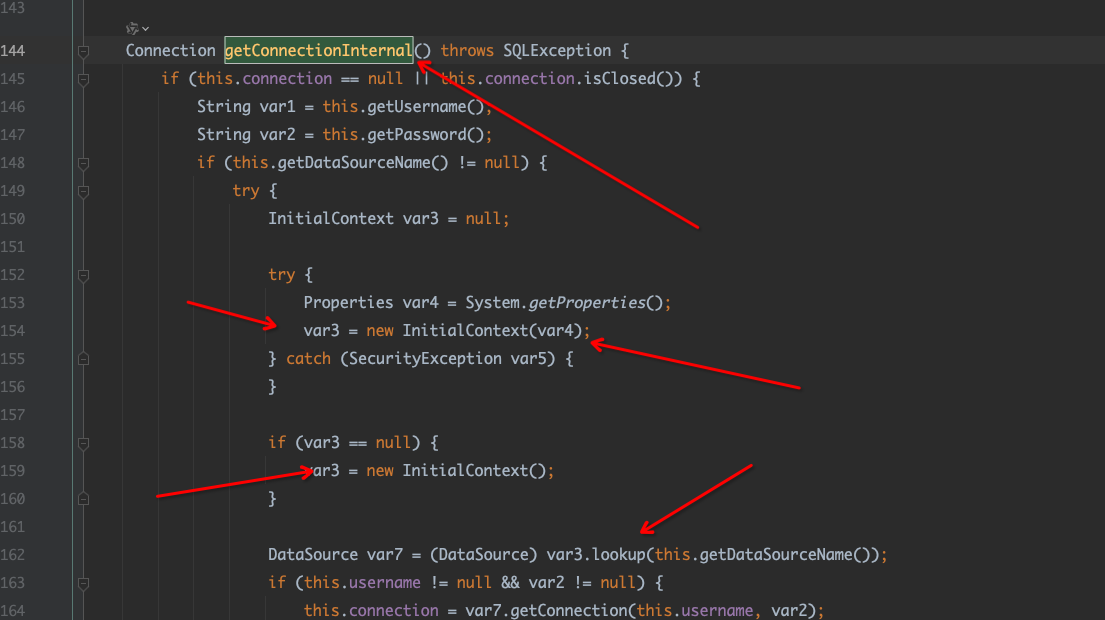 143
144 Connection getConnectionInternal() throws SQLException {
145 if (this.connection == null || this.connection.isClosed()) {
146 String var1 = this.getUsername();
147 String var2 = this.getPassword();
148 if (this.getDataSourceName() != null) {
149 try {
150 InitialContext var3 = null;
151
152 try {
153 Properties var4 = System.getProperties();
154 var3 = new InitialContext(var4);
155 } catch (SecurityException var5) {
156 }
157
158 if (var3 == null) {
159 var3 = new InitialContext();
160 }
161
162 DataSource var7 = (DataSource) var3.lookup(this.getDataSourceName());
163 if (this.username != null && var2 != null) {
164 this.connection = var7.getConnection(this.username, var2);